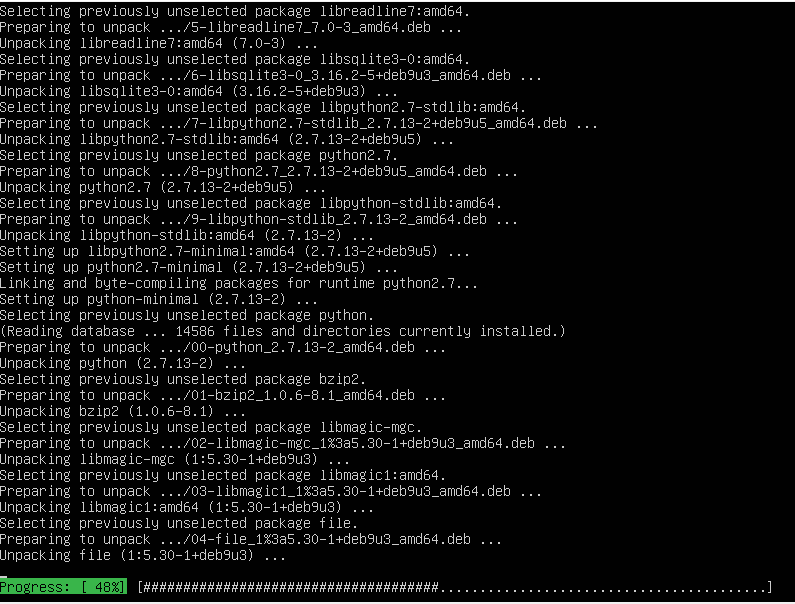 Selecting previously unselected package libreadline7:amd64.
Preparing to unpack .../5-libreadline7_7.0-3_amd64.deb ...
Unpacking libreadline7:amd64 (7.0-3) ...
Selecting previously unselected package libsqlite3-0:amd64.
Preparing to unpack .../6-libsqlite3-0_3.16.2-5+deb9u3_amd64.deb ...
Unpacking libsqlite3-0:amd64 (3.16.2-5+deb9u3) ...
Selecting previously unselected package libpython2.7-stdlib:amd64.
Preparing to unpack .../7-libpython2.7-stdlib_2.7.13-2+deb9u5_amd64.deb ...
Unpacking libpython2.7-stdlib:amd64 (2.7.13-2+deb9u5) ...
Selecting previously unselected package python2.7.
Preparing to unpack .../8-python2.7_2.7.13-2+deb9u5_amd64.deb ...
Unpacking python2.7 (2.7.13-2+deb9u5) ...
Selecting previously unselected package libpython-stdlib:amd64.
Preparing to unpack .../9-libpython-stdlib_2.7.13-2_amd64.deb ...
Unpacking libpython-stdlib:amd64 (2.7.13-2) ...
Setting up libpython2.7-minimal:amd64 (2.7.13-2+deb9u5) ...
Setting up python2.7-minimal (2.7.13-2+deb9u5) ...
Linking and byte-compiling packages for runtime python2.7...
Setting up python-minimal (2.7.13-2) ...
Selecting previously unselected package python.
(Reading database ... 14586 files and directories currently installed.)
Preparing to unpack .../00-python_2.7.13-2_amd64.deb ...
Unpacking python (2.7.13-2) ...
Selecting previously unselected package bzip2.
Preparing to unpack .../01-bzip2_1.0.6-8.1_amd64.deb ...
Unpacking bzip2 (1.0.6-8.1) ...
Selecting previously unselected package libmagic-mgc.
Preparing to unpack .../02-libmagic-mgc_1%3a5.30-1+deb9u3_amd64.deb ...
Unpacking libmagic-mgc (1:5.30-1+deb9u3) ...
Selecting previously unselected package libmagic1:amd64.
Preparing to unpack .../03-libmagic1_1%3a5.30-1+deb9u3_amd64.deb ...
Unpacking libmagic1:amd64 (1:5.30-1+deb9u3) ...
Selecting previously unselected package file.
Preparing to unpack .../04-file_1%3a5.30-1+deb9u3_amd64.deb ...
Unpacking file (1:5.30-1+deb9u3) ...
Progress: [ 48%] [#####################################.........................................]